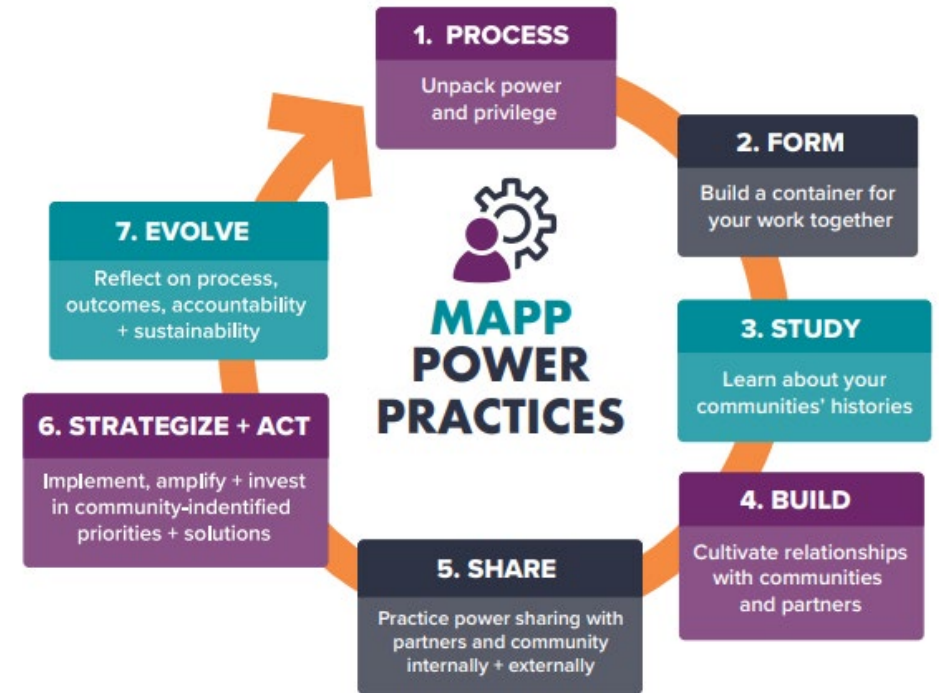 1. PROCESS
Unpack power
and privilege
2. FORM
Build a container for
your work together
3. STUDY
Learn about your
communities' histories
4. BUILD
Cultivate relationships
with communities
and partners
5. SHARE
Practice power sharing with
partners and community
internally + externally
6. STRATEGIZE + ACT
Implement, amplify + invest
in community-indentified
priorities + solutions
7. EVOLVE
Reflect on process,
outcomes, accountability
+ sustainability
MAPP
POWER
PRACTICES